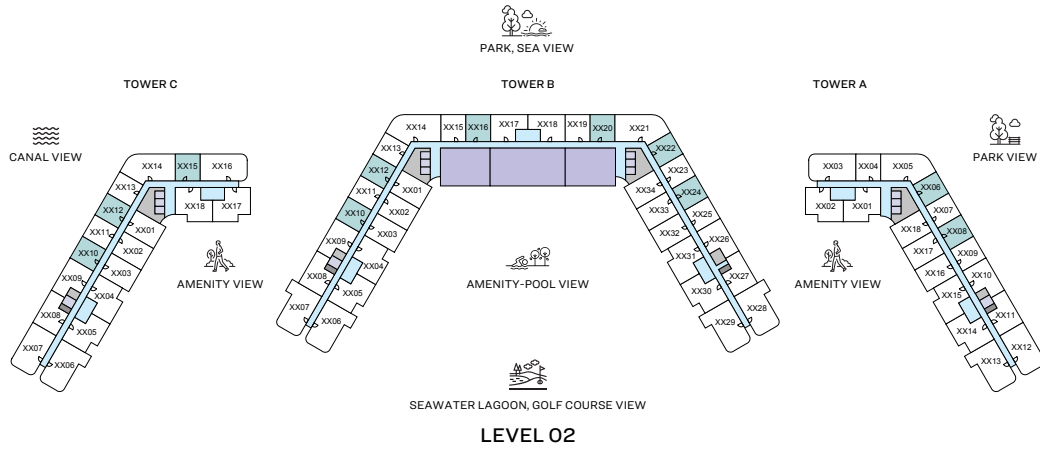 PARK, SEA VIEW
TOWER C
TOWER B
TOWER A
CANAL VIEW
PARK VIEW
XX14
XX15
XX16
XX13
XX12
XX11
XX10
XX09
XX08
XX07
XX06
XX05
XX04
XX03
XX02
XX01
XX18
XX17
XX14
XX15
XX16
XX17
XX18
XX19
XX20
XX21
XX13
XX12
XX11
XX10
XX09
XX08
XX07
XX06
XX05
XX04
XX03
XX02
XX01
XX22
XX23
XX24
XX25
XX26
XX27
XX28
XX29
XX30
XX31
XX32
XX33
XX34
XX03
XX04
XX05
XX02
XX01
XX06
XX07
XX08
XX09
XX10
XX11
XX12
XX13
XX14
XX15
XX16
XX17
XX18
AMENITY VIEW
AMENITY-POOL VIEW
AMENITY VIEW
SEAWATER LAGOON, GOLF COURSE VIEW
LEVEL 02